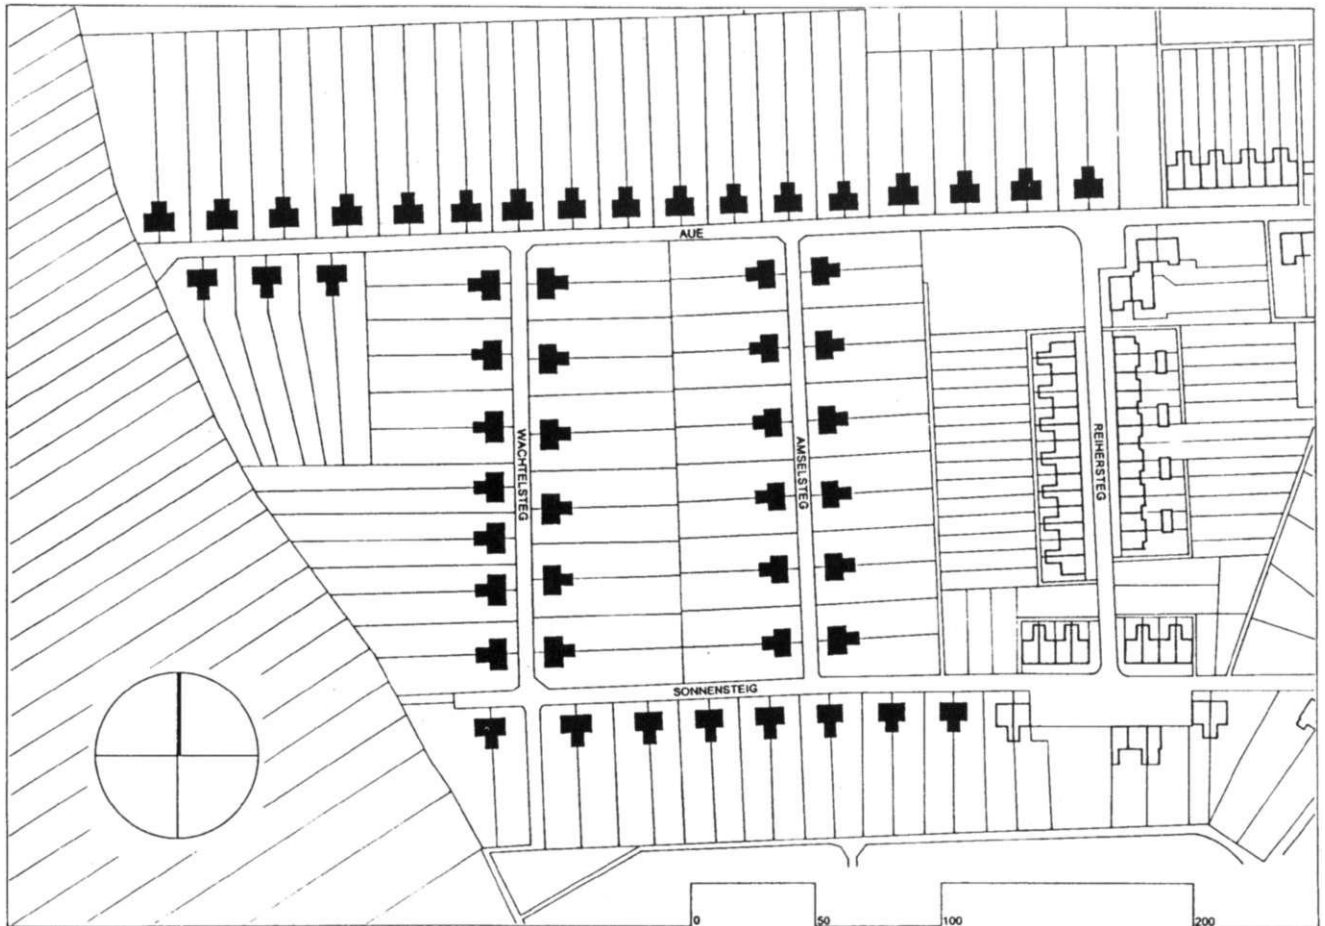 AUE
WACHTELSTEG
AMSELSTEG
REIHERSTEG
SONNENSTEIG
0 50 100 200